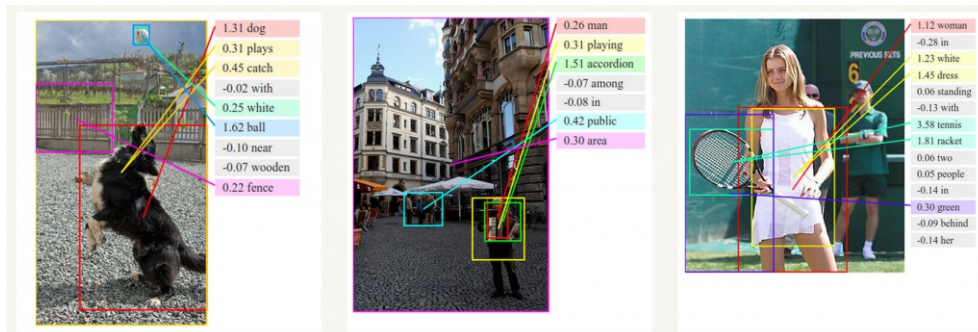 1.31 dog
0.31 plays
0.45 catch
-0.02 with
0.25 white
1.62 ball
-0.10 near
-0.07 wooden
0.22 fence
0.26 man
0.31 playing
1.51 accordion
-0.07 among
-0.08 in
0.42 public
0.30 area
PREVIOUS SETS
6
1.12 woman
-0.28 in
1.23 white
1.45 dress
0.06 standing
-0.13 with
3.58 tennis
1.81 racket
0.06 two
0.05 people
-0.14 in
0.30 green
-0.09 behind
-0.14 her